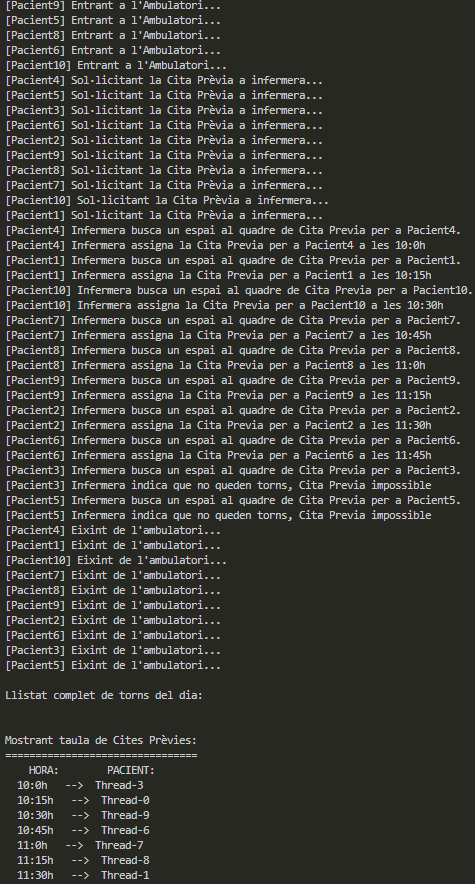 [Pacient9] Entrant a l'Ambulatori...
[Pacient5] Entrant a l'Ambulatori...
[Pacient8] Entrant a l'Ambulatori...
[Pacient6] Entrant a l'Ambulatori...
[Pacient10] Entrant a l'Ambulatori...
[Pacient4] Sol·licitant la Cita Prèvia a infermera...
[Pacient5] Sol·licitant la Cita Prèvia a infermera...
[Pacient3] Sol·licitant la Cita Prèvia a infermera...
[Pacient6] Sol·licitant la Cita Prèvia a infermera...
[Pacient2] Sol·licitant la Cita Prèvia a infermera...
[Pacient9] Sol·licitant la Cita Prèvia a infermera...
[Pacient8] Sol·licitant la Cita Prèvia a infermera...
[Pacient7] Sol·licitant la Cita Prèvia a infermera...
[Pacient10] Sol·licitant la Cita Prèvia a infermera...
[Pacient1] Sol·licitant la Cita Prèvia a infermera...
[Pacient4] Infermera busca un espai al quadre de Cita Previa per a Pacient4.
[Pacient4] Infermera assigna la Cita Previa per a Pacient4 a les 10:0h
[Pacient1] Infermera busca un espai al quadre de Cita Previa per a Pacient1.
[Pacient1] Infermera assigna la Cita Previa per a Pacient1 a les 10:15h
[Pacient10] Infermera busca un espai al quadre de Cita Previa per a Pacient10.
[Pacient10] Infermera assigna la Cita Previa per a Pacient10 a les 10:30h
[Pacient7] Infermera busca un espai al quadre de Cita Previa per a Pacient7.
[Pacient7] Infermera assigna la Cita Previa per a Pacient7 a les 10:45h
[Pacient8] Infermera busca un espai al quadre de Cita Previa per a Pacient8.
[Pacient8] Infermera assigna la Cita Previa per a Pacient8 a les 11:0h
[Pacient9] Infermera busca un espai al quadre de Cita Previa per a Pacient9.
[Pacient9] Infermera assigna la Cita Previa per a Pacient9 a les 11:15h
[Pacient2] Infermera busca un espai al quadre de Cita Previa per a Pacient2.
[Pacient2] Infermera assigna la Cita Previa per a Pacient2 a les 11:30h
[Pacient6] Infermera busca un espai al quadre de Cita Previa per a Pacient6.
[Pacient6] Infermera assigna la Cita Previa per a Pacient6 a les 11:45h
[Pacient3] Infermera busca un espai al quadre de Cita Previa per a Pacient3.
[Pacient3] Infermera indica que no queden torns, Cita Previa impossible
[Pacient5] Infermera busca un espai al quadre de Cita Previa per a Pacient5.
[Pacient5] Infermera indica que no queden torns, Cita Previa impossible
[Pacient4] Eixint de l'ambulatori...
[Pacient1] Eixint de l'ambulatori...
[Pacient10] Eixint de l'ambulatori...
[Pacient7] Eixint de l'ambulatori...
[Pacient8] Eixint de l'ambulatori...
[Pacient9] Eixint de l'ambulatori...
[Pacient2] Eixint de l'ambulatori...
[Pacient6] Eixint de l'ambulatori...
[Pacient3] Eixint de l'ambulatori...
[Pacient5] Eixint de l'ambulatori...
Llistat complet de torns del dia:
Mostrant taula de Cites Prèvies:
================================
HORA: PACIENT:
10:0h --> Thread-3
10:15h --> Thread-0
10:30h --> Thread-9
10:45h --> Thread-6
11:0h --> Thread-7
11:15h --> Thread-8
11:30h --> Thread-1